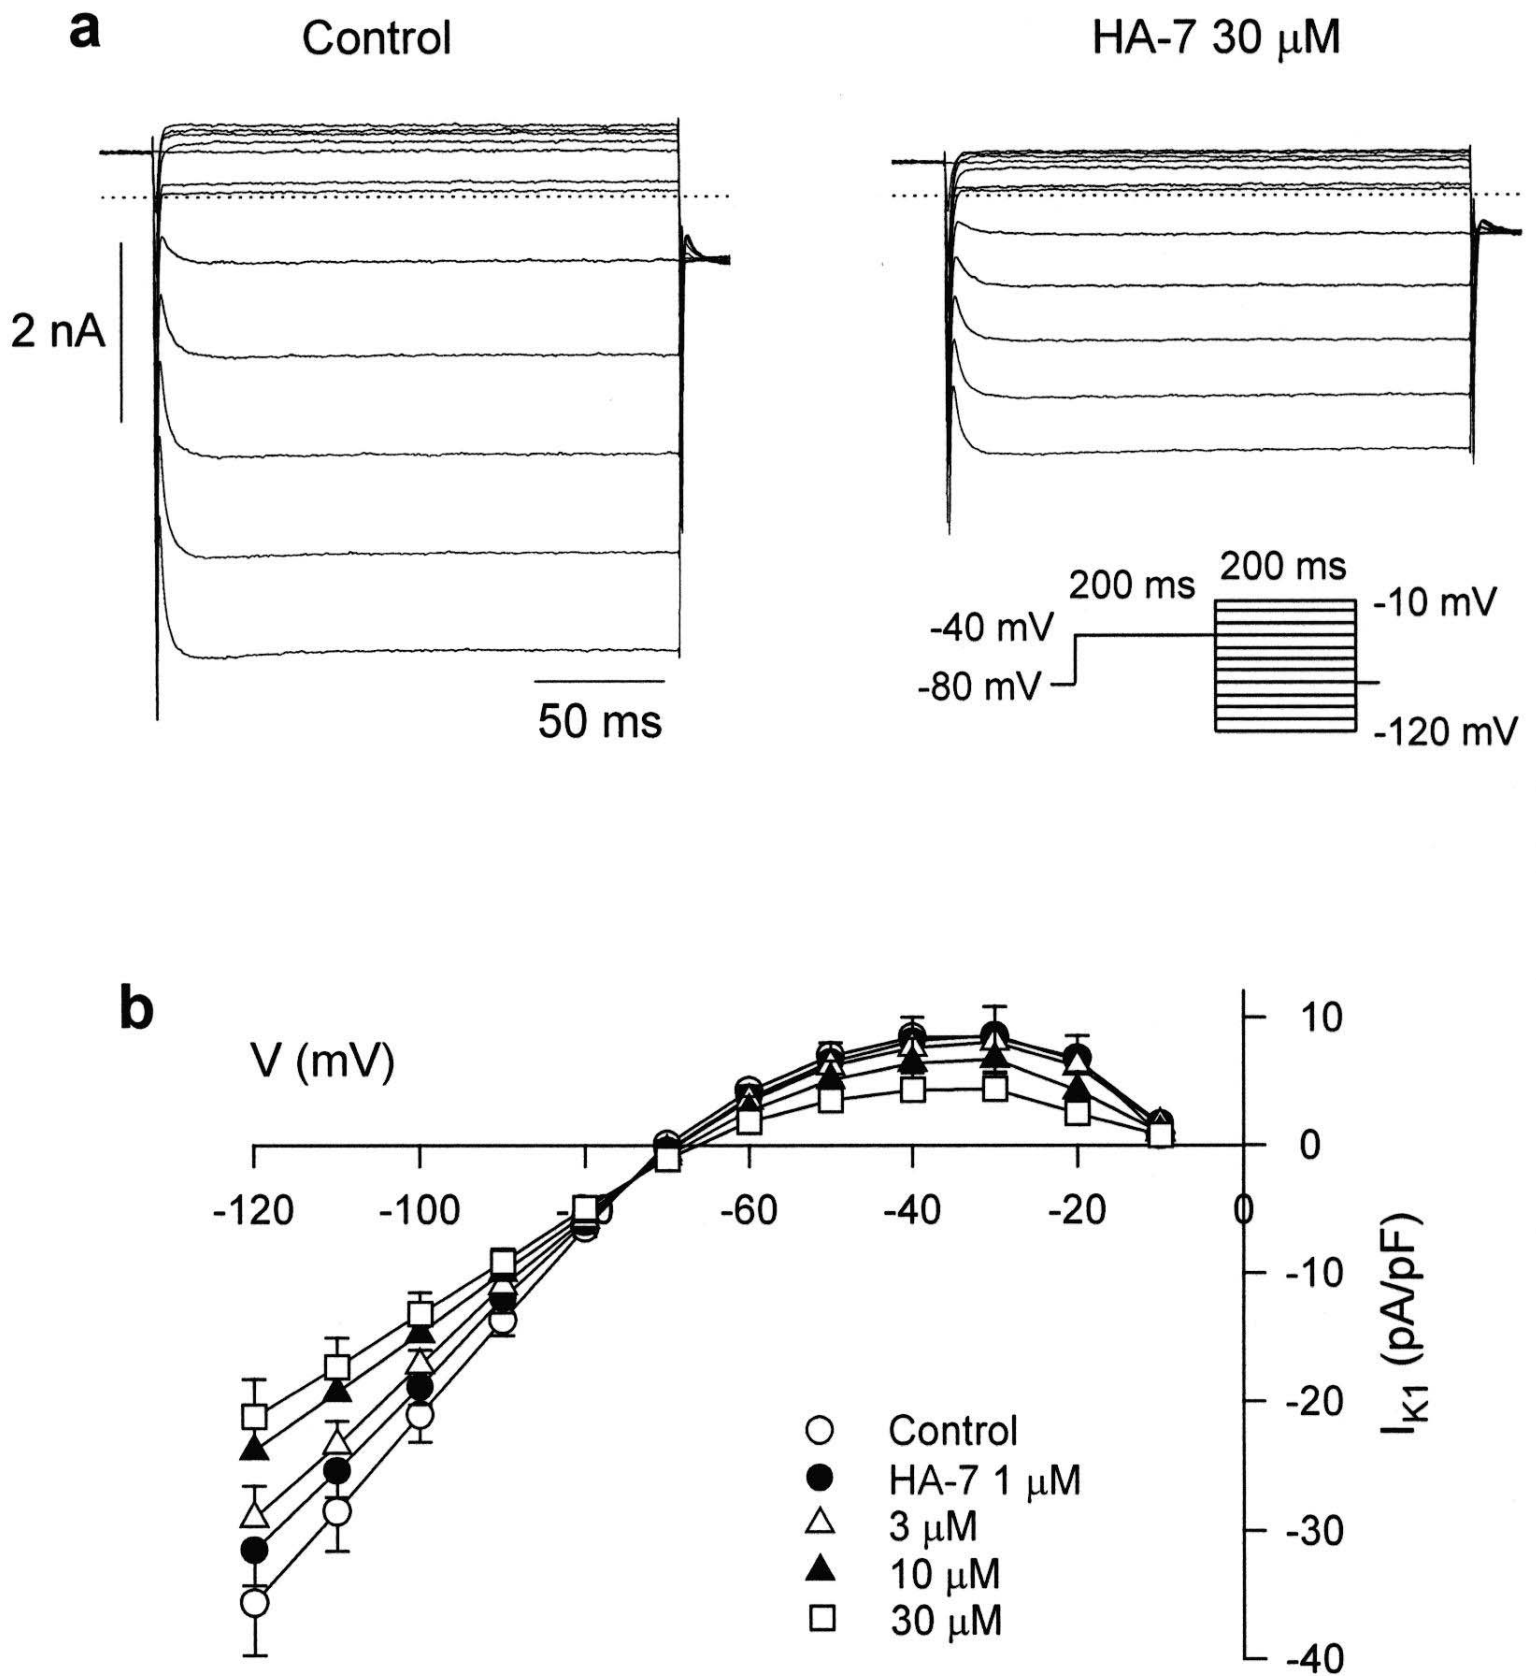 a
Control
HA-7 30 μM
2 nA
50 ms
200 ms
200 ms
-10 mV
-40 mV
-80 mV
-120 mV
b
V (mV)
10
0
-120 -100 -80 -60 -40 -20 0
-10
-20
-30
-40
I K1 (pA/pF)
Control
HA-7 1 μM
3 μM
10 μM
30 μM